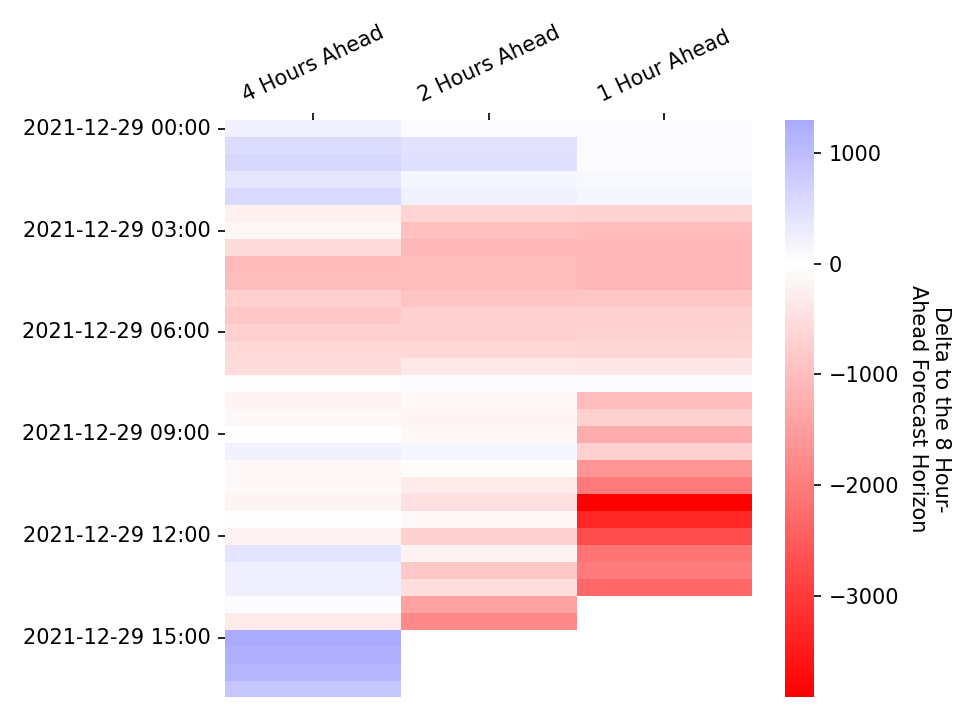 4 Hours Ahead
2 Hours Ahead
1 Hour Ahead
2021-12-29 00:00
2021-12-29 03:00
2021-12-29 06:00
2021-12-29 09:00
2021-12-29 12:00
2021-12-29 15:00
1000
0
−1000
−2000
−3000
Delta to the 8 Hour-
Ahead Forecast Horizon